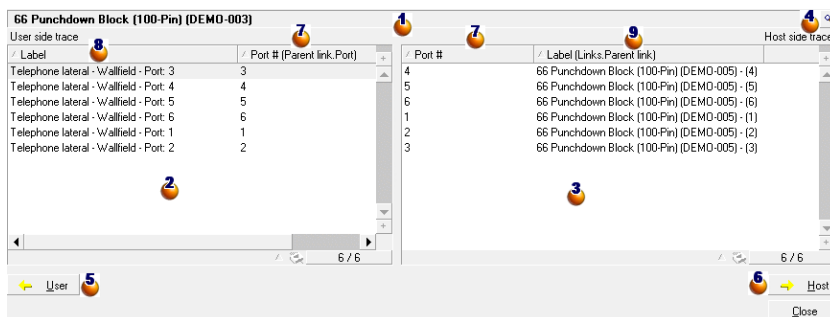 66 Punchdown Block (100-Pin) (DEMO-003)
1
4
User side trace
7
7
9
Host side trace
8
/ Label
/ Port # (Parent link.Port)
/ Port #
/ Label (Links.Parent link)
Telephone lateral - Wallfield - Port: 3 3
Telephone lateral - Wallfield - Port: 4 4
Telephone lateral - Wallfield - Port: 5 5
Telephone lateral - Wallfield - Port: 6 6
Telephone lateral - Wallfield - Port: 1 1
Telephone lateral - Wallfield - Port: 2 2
4 66 Punchdown Block (100-Pin) (DEMO-005) - (4)
5 66 Punchdown Block (100-Pin) (DEMO-005) - (5)
6 66 Punchdown Block (100-Pin) (DEMO-005) - (6)
1 66 Punchdown Block (100-Pin) (DEMO-005) - (1)
2 66 Punchdown Block (100-Pin) (DEMO-005) - (2)
3 66 Punchdown Block (100-Pin) (DEMO-005) - (3)
2
3
6 / 6
6 / 6
User
5
6
Host
Close